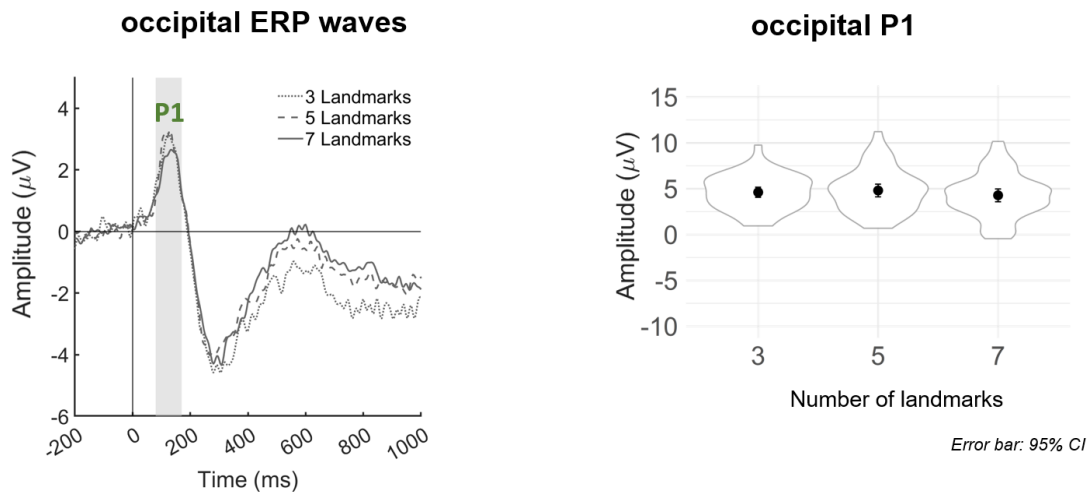 occipital ERP waves
P1
3 Landmarks
5 Landmarks
7 Landmarks
4
2
0
-2
-4
-6
Amplitude (μV)
-200 0 200 400 600 800 1000
Time (ms)
occipital P1
15
10
5
0
-5
-10
Amplitude (μV)
3 5 7
Number of landmarks
Error bar: 95% CI